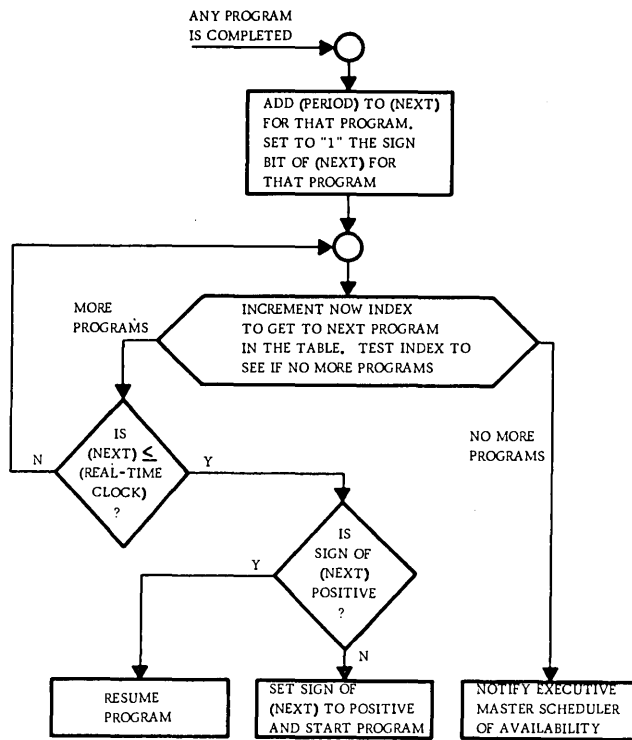 ANY PROGRAM
IS COMPLETED
ADD (PERIOD) TO (NEXT)
FOR THAT PROGRAM.
SET TO "1" THE SIGN
BIT OF (NEXT) FOR
THAT PROGRAM
MORE
PROGRAMS
INCREMENT NOW INDEX
TO GET TO NEXT PROGRAM
IN THE TABLE. TEST INDEX TO
SEE IF NO MORE PROGRAMS
NO MORE
PROGRAMS
IS
(NEXT) ≤
(REAL-TIME
CLOCK)
?
N
Y
IS
SIGN OF
(NEXT)
POSITIVE
?
Y
N
RESUME
PROGRAM
SET SIGN OF
(NEXT) TO POSITIVE
AND START PROGRAM
NOTIFY EXECUTIVE
MASTER SCHEDULER
OF AVAILABILITY